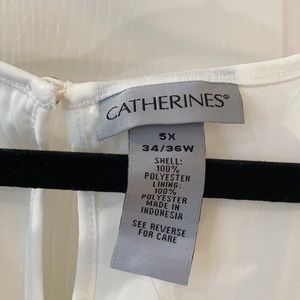 CATHERINES®
5X
34/36W
SHELL:
100%
POLYESTER
LINING:
100%
POLYESTER
MADE IN
INDONESIA
SEE REVERSE
FOR CARE